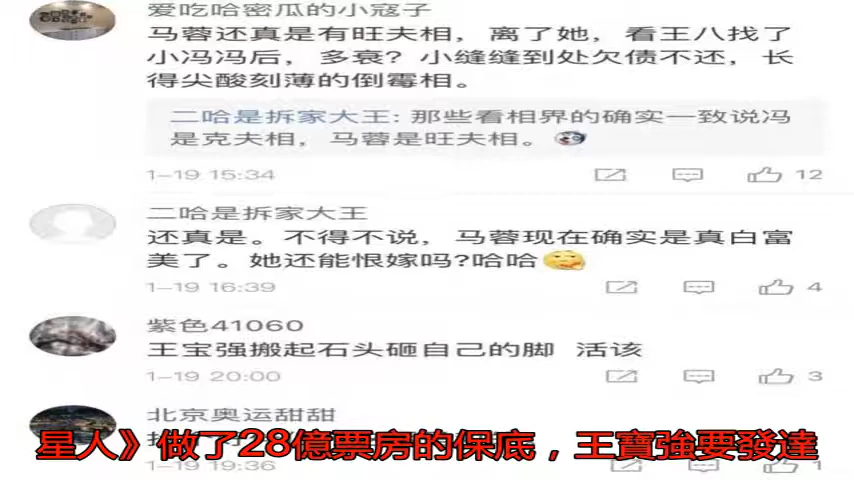 爱吃哈密瓜的小寇子
马蓉还真是有旺夫相，离了她，看王八找了
小冯冯后，多衰？小缝缝到处欠债不还，长
得尖酸刻薄的倒霉相。
二哈是拆家大王：那些看相界的确实一致说冯
是克夫相，马蓉是旺夫相。
1-19 15:34
12
二哈是拆家大王
还真是。不得不说，马蓉现在确实是真白富
美了。她还能恨嫁吗?哈哈
1-19 16:39
4
紫色41060
王宝强搬起石头砸自己的脚 活该
1-19 20:00
3
北京奥运甜甜
星人》做了28億票房的保底，王寶強要發達
1-19 19:36
1